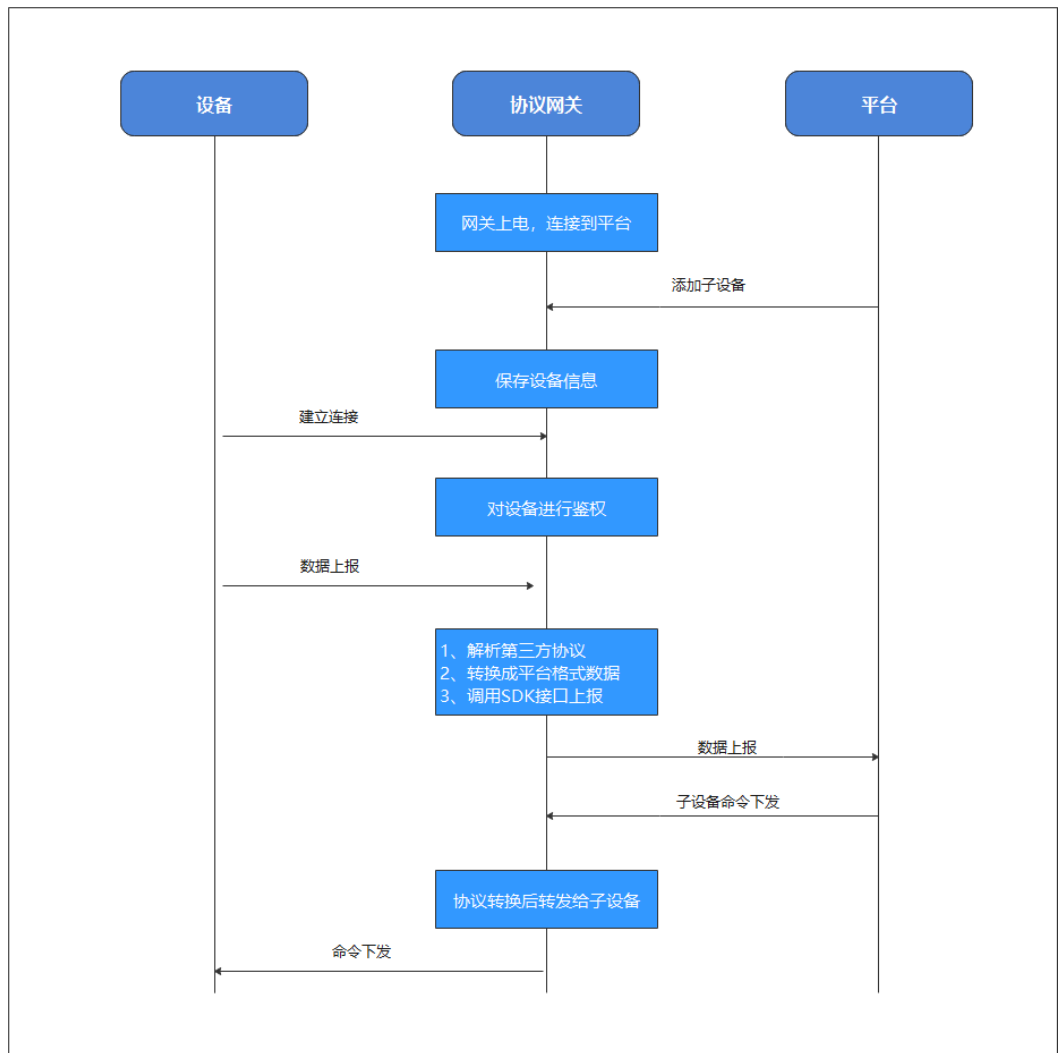 设备
协议网关
平台
网关上电，连接到平台
添加子设备
保存设备信息
建立连接
对设备进行鉴权
数据上报
1、解析第三方协议
2、转换成平台格式数据
3、调用SDK接口上报
数据上报
子设备命令下发
协议转换后转发给子设备
命令下发